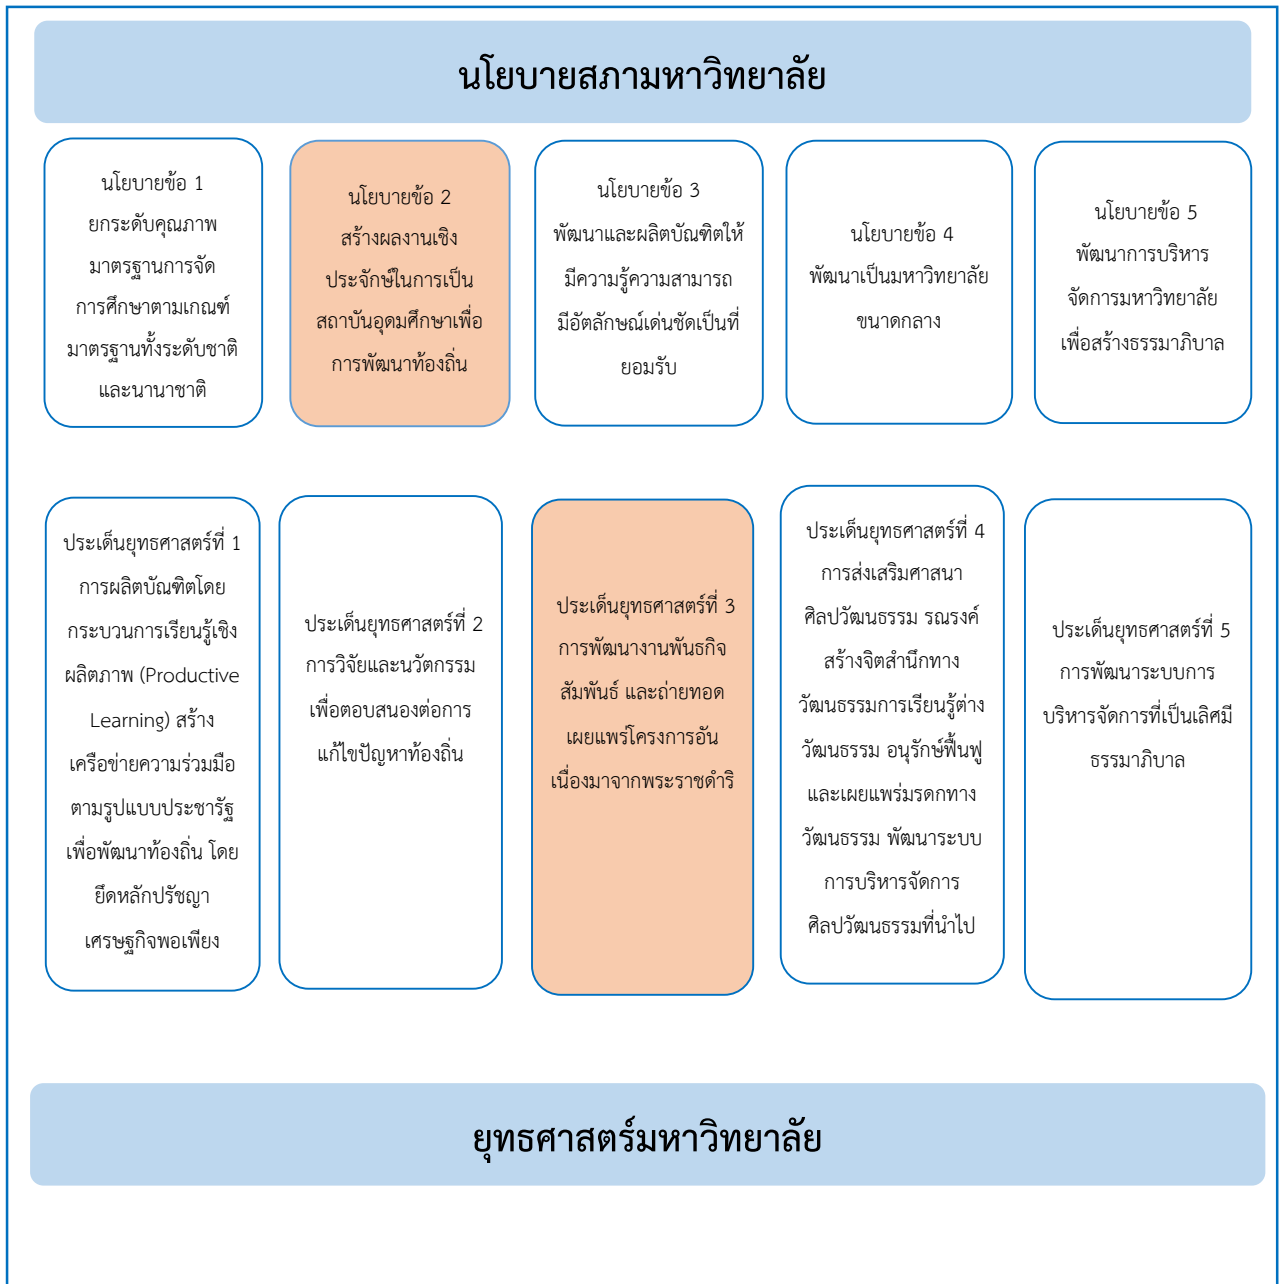 นโยบายสภามหาวิทยาลัย
นโยบายข้อ 1
ยกระดับคุณภาพ
มาตรฐานการจัด
การศึกษาตามเกณฑ์
มาตรฐานทั้งระดับชาติ
และนานาชาติ
นโยบายข้อ 2
สร้างผลงานเชิง
ประจักษ์ในการเป็น
สถาบันอุดมศึกษาเพื่อ
การพัฒนาท้องถิ่น
นโยบายข้อ 3
พัฒนาและผลิตบัณฑิตให้
มีความรู้ความสามารถ
มีอัตลักษณ์เด่นชัดเป็นที่
ยอมรับ
นโยบายข้อ 4
พัฒนาเป็นมหาวิทยาลัย
ขนาดกลาง
นโยบายข้อ 5
พัฒนาการบริหาร
จัดการมหาวิทยาลัย
เพื่อสร้างธรรมาภิบาล
ประเด็นยุทธศาสตร์ที่ 1
การผลิตบัณฑิตโดย
กระบวนการเรียนรู้เชิง
ผลิตภาพ (Productive
Learning) สร้าง
เครือข่ายความร่วมมือ
ตามรูปแบบประชารัฐ
เพื่อพัฒนาท้องถิ่น โดย
ยึดหลักปรัชญา
เศรษฐกิจพอเพียง
ประเด็นยุทธศาสตร์ที่ 2
การวิจัยและนวัตกรรม
เพื่อตอบสนองต่อการ
แก้ไขปัญหาท้องถิ่น
ประเด็นยุทธศาสตร์ที่ 3
การพัฒนางานพันธกิจ
สัมพันธ์ และถ่ายทอด
เผยแพร่โครงการอัน
เนื่องมาจากพระราชดำริ
ประเด็นยุทธศาสตร์ที่ 4
การส่งเสริมศาสนา
ศิลปวัฒนธรรม รณรงค์
สร้างจิตสำนึกทาง
วัฒนธรรมการเรียนรู้ต่าง
วัฒนธรรม อนุรักษ์ฟื้นฟู
และเผยแพร่มรดกทาง
วัฒนธรรม พัฒนาระบบ
การบริหารจัดการ
ศิลปวัฒนธรรมที่นำไป
ประเด็นยุทธศาสตร์ที่ 5
การพัฒนาระบบการ
บริหารจัดการที่เป็นเลิศมี
ธรรมาภิบาล
ยุทธศาสตร์มหาวิทยาลัย